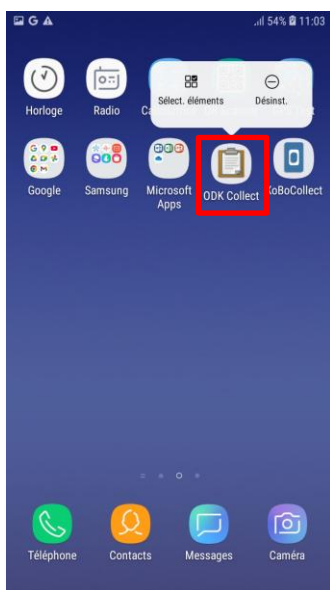 G 54% 11:03
Sélect. éléments Désinst.
Horloge Radio
Google Samsung Microsoft Apps ODK Collect KoBoCollect
Téléphone Contacts Messages Caméra